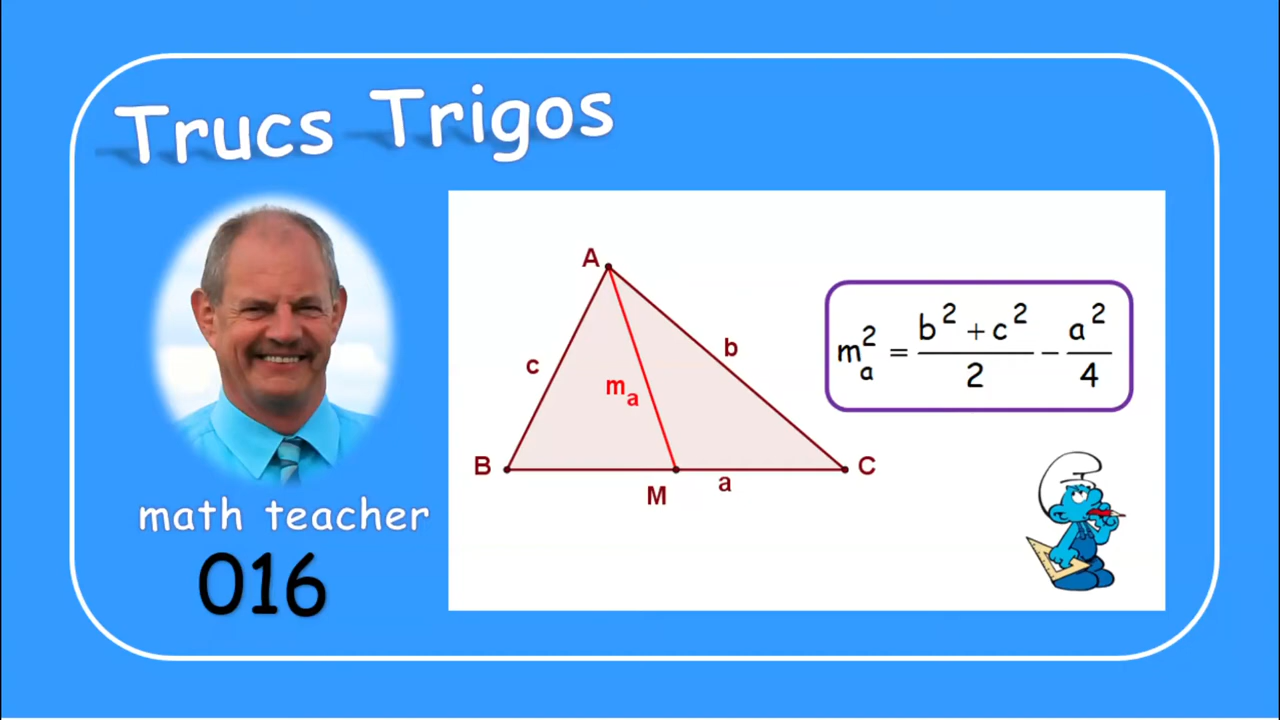 Trucs Trigos
math teacher
016
A
c
b
m_a
B
M
a
C
m_a^2 = (b^2 + c^2)/2 - a^2/4